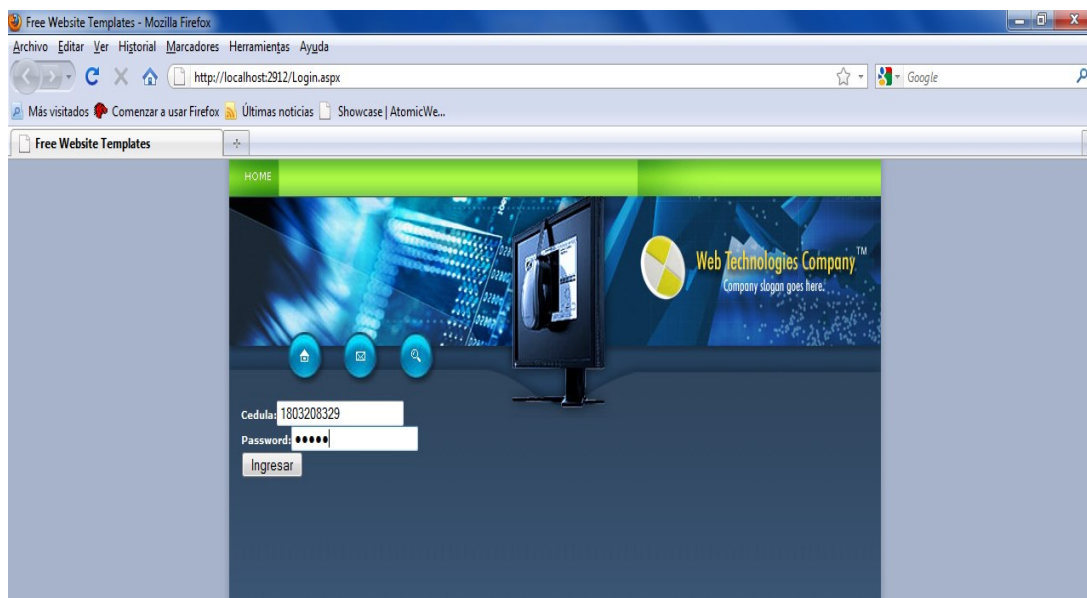 Free Website Templates - Mozilla Firefox
Archivo Editar Ver Historial Marcadores Herramientas Ayuda
http://localhost:2912/Login.aspx
Google
Más visitados Comenzar a usar Firefox Últimas noticias Showcase | AtomicWe...
Free Website Templates
HOME
Web Technologies Company™
Company slogan goes here.
Cedula: 1803208329
Password: •••••
Ingresar